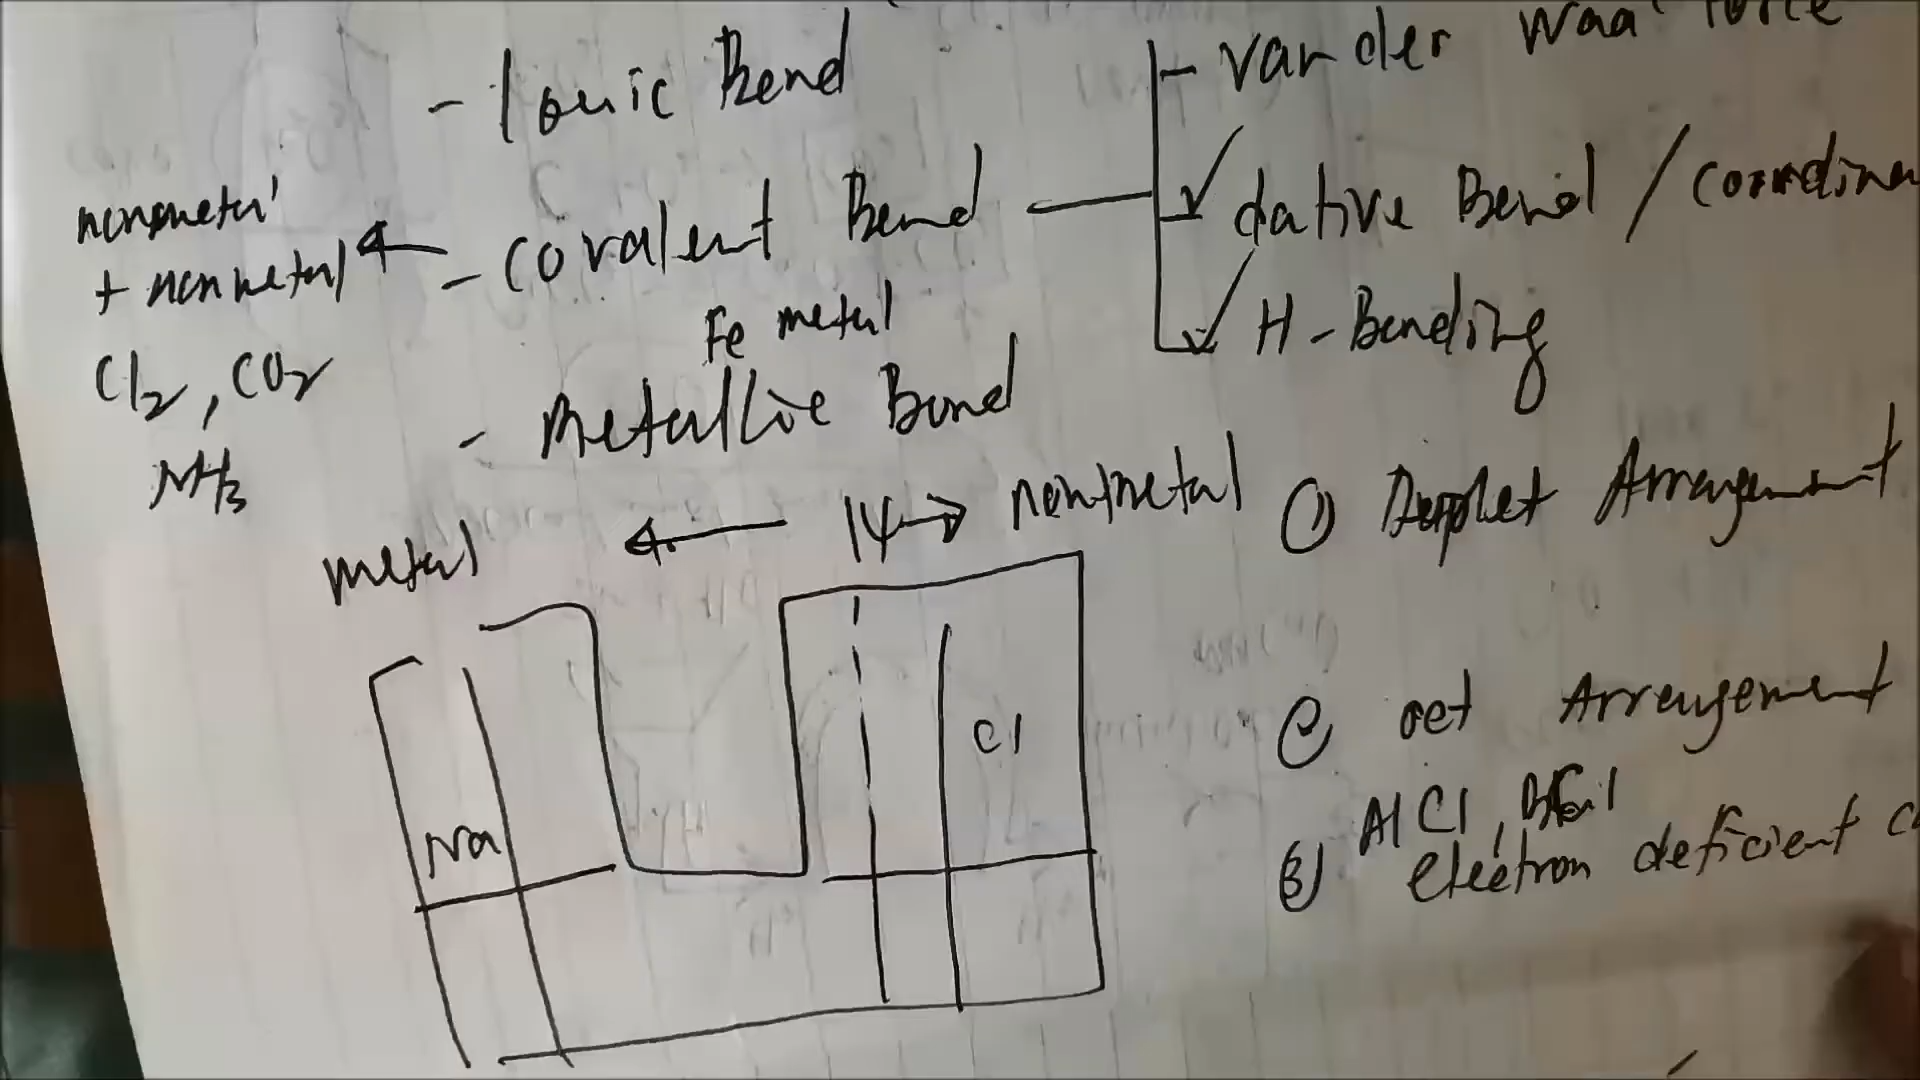 - Ionic Bond
- van der Waa force
nonmetal
+ nonmetal
- covalent Bond
dative Bond / coordina
Cl2, CO2
NH3
Fe metal
H-Bonding
- Metallic Bond
metal
14
nonmetal
① Duplet Arrangement
② oct Arrangement
Na
Cl
AlCl,
③ electron deficient c